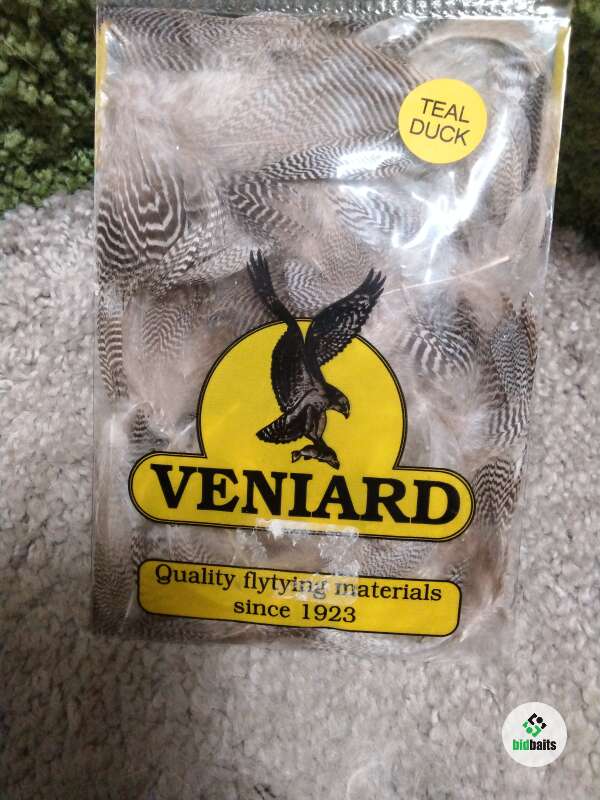 TEAL
DUCK
VENIARD
Quality flytying materials
since 1923
bidbaits